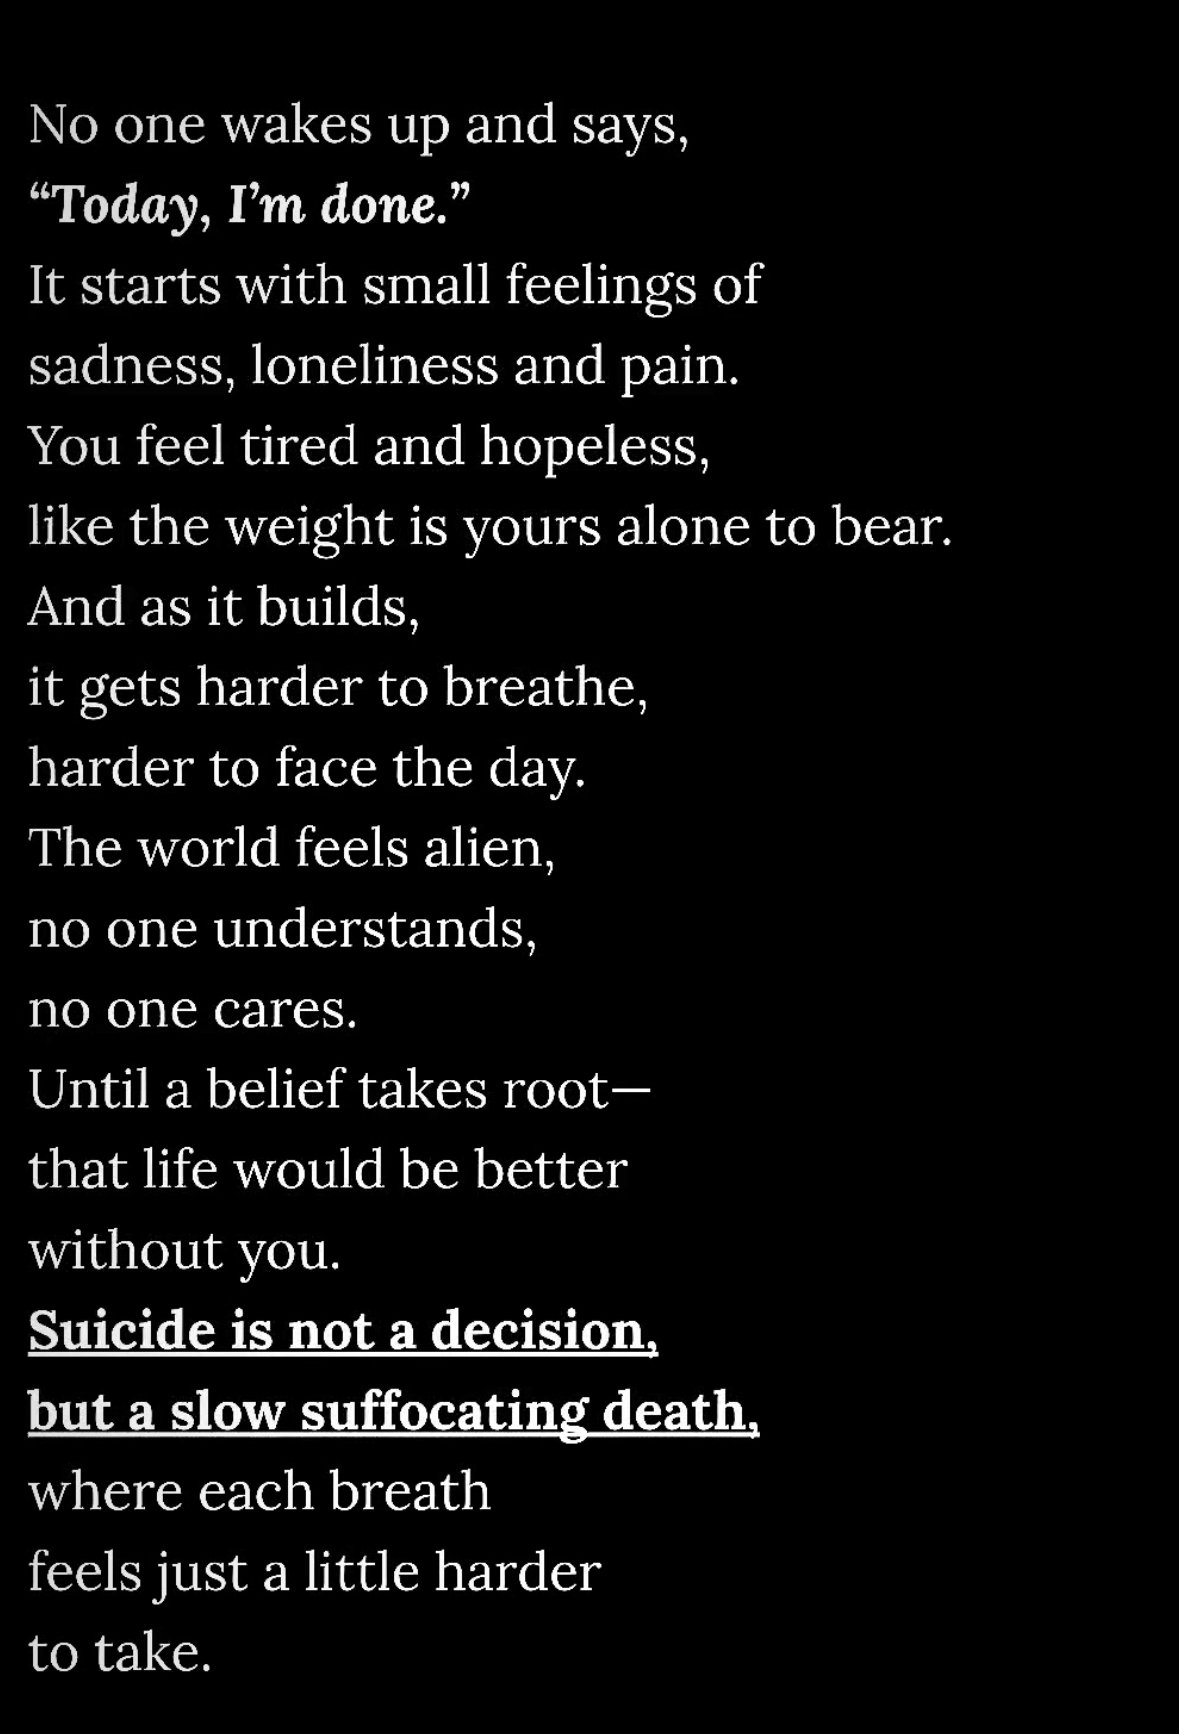 No one wakes up and says,
“Today, I’m done.”
It starts with small feelings of
sadness, loneliness and pain.
You feel tired and hopeless,
like the weight is yours alone to bear.
And as it builds,
it gets harder to breathe,
harder to face the day.
The world feels alien,
no one understands,
no one cares.
Until a belief takes root—
that life would be better
without you.
Suicide is not a decision,
but a slow suffocating death,
where each breath
feels just a little harder
to take.